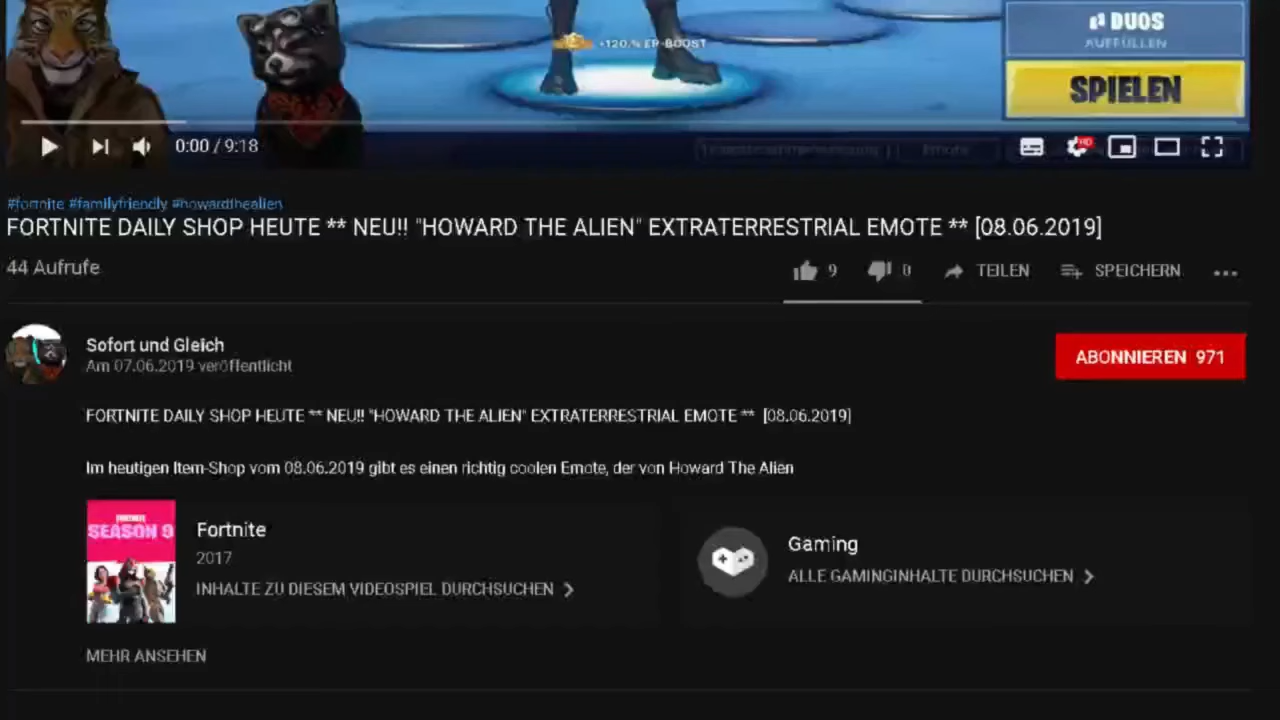 DUOS
AUFFÜLLEN
+120.% EP-BOOST
SPIELEN
0:00 / 9:18
HD
#fortnite #familyfriendly #howardthealien
FORTNITE DAILY SHOP HEUTE ** NEU!! "HOWARD THE ALIEN" EXTRATERRESTRIAL EMOTE ** [08.06.2019]
44 Aufrufe
9
0
TEILEN
SPEICHERN
Sofort und Gleich
Am 07.06.2019 veröffentlicht
ABONNIEREN 971
FORTNITE DAILY SHOP HEUTE ** NEU!! "HOWARD THE ALIEN" EXTRATERRESTRIAL EMOTE ** [08.06.2019]
Im heutigen Item-Shop vom 08.06.2019 gibt es einen richtig coolen Emote, der von Howard The Alien
FORTNITE
SEASON 9
Fortnite
2017
INHALTE ZU DIESEM VIDEOSPIEL DURCHSUCHEN
Gaming
ALLE GAMINGINHALTE DURCHSUCHEN
MEHR ANSEHEN